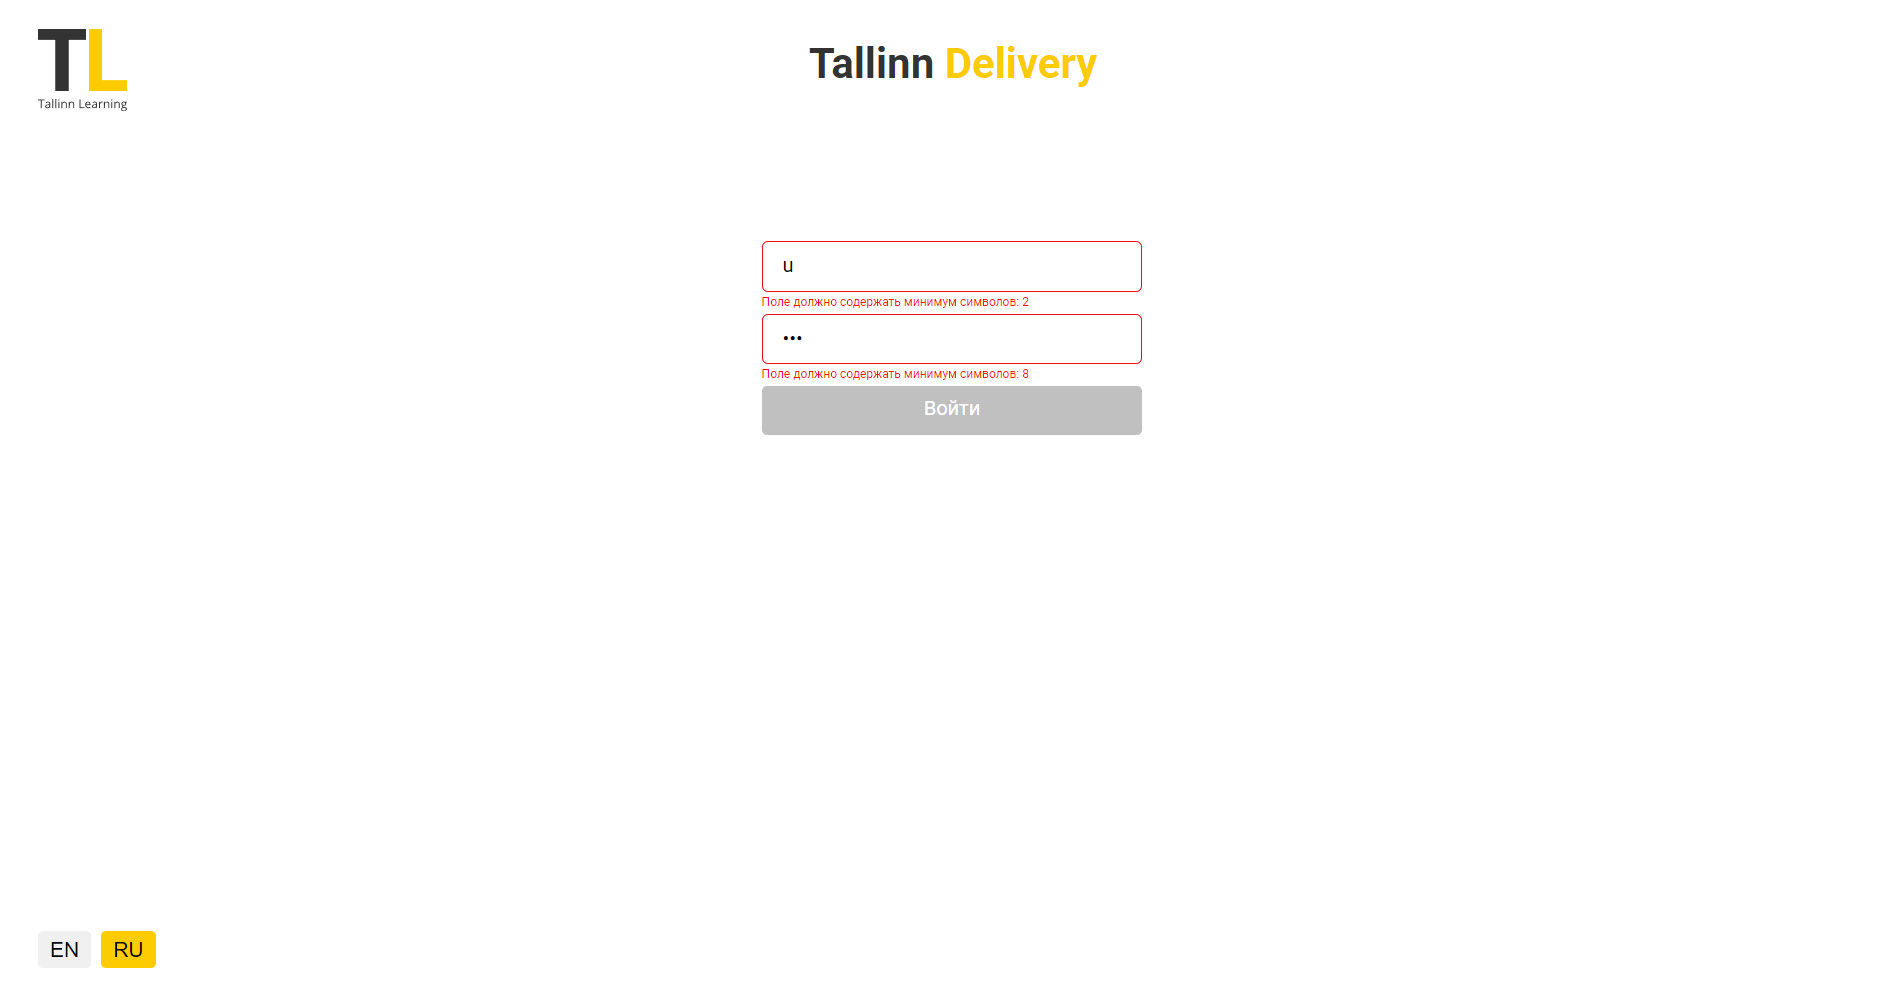 TL
Tallinn Learning
Tallinn Delivery
u
Поле должно содержать минимум символов: 2
•••
Поле должно содержать минимум символов: 8
Войти
EN RU